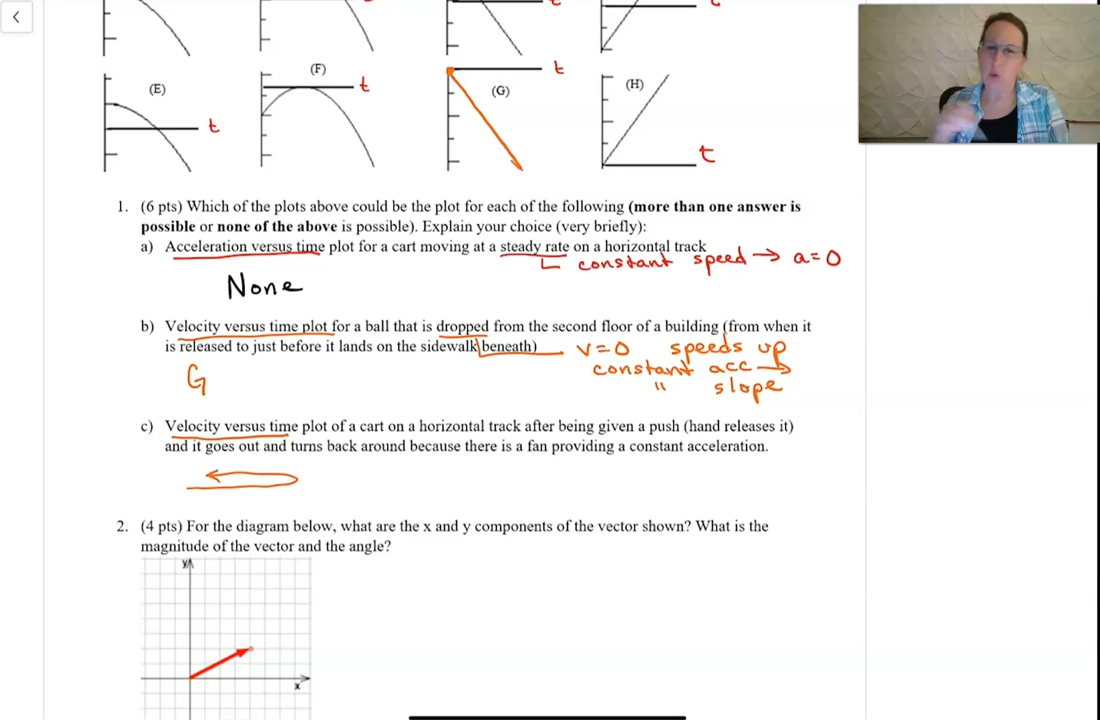 t
t
(E)
t
(F)
t
(G)
t
(H)
t
1. (6 pts) Which of the plots above could be the plot for each of the following (more than one answer is
possible or none of the above is possible). Explain your choice (very briefly):
a) Acceleration versus time plot for a cart moving at a steady rate on a horizontal track
constant speed → a=0
None
b) Velocity versus time plot for a ball that is dropped from the second floor of a building (from when it
is released to just before it lands on the sidewalk beneath)
v=0 speeds up
constant acc →
" slope
G
c) Velocity versus time plot of a cart on a horizontal track after being given a push (hand releases it)
and it goes out and turns back around because there is a fan providing a constant acceleration.
2. (4 pts) For the diagram below, what are the x and y components of the vector shown? What is the
magnitude of the vector and the angle?
y
x